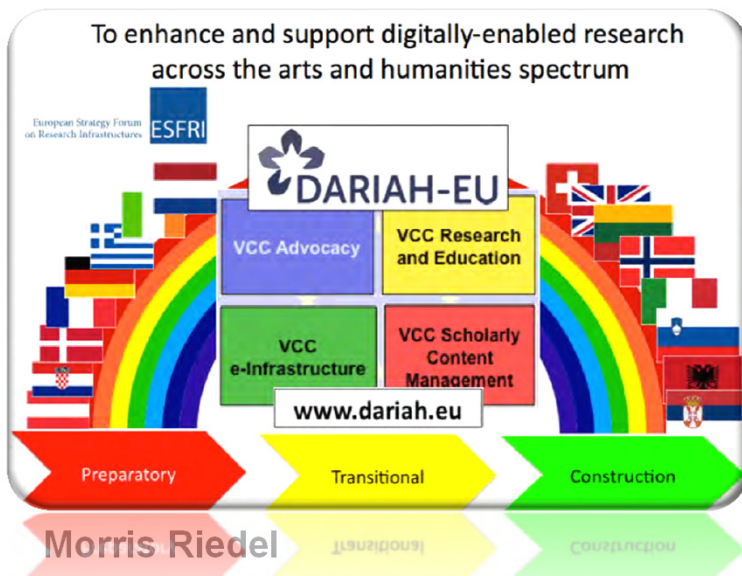 To enhance and support digitally-enabled research
across the arts and humanities spectrum
European Strategy Forum
on Research Infrastructures
ESFRI
DARIAH-EU
VCC Advocacy
VCC Research
and Education
VCC
e-Infrastructure
VCC Scholarly
Content
Management
www.dariah.eu
Preparatory
Transitional
Construction
Morris Riedel
Transitional
Construction